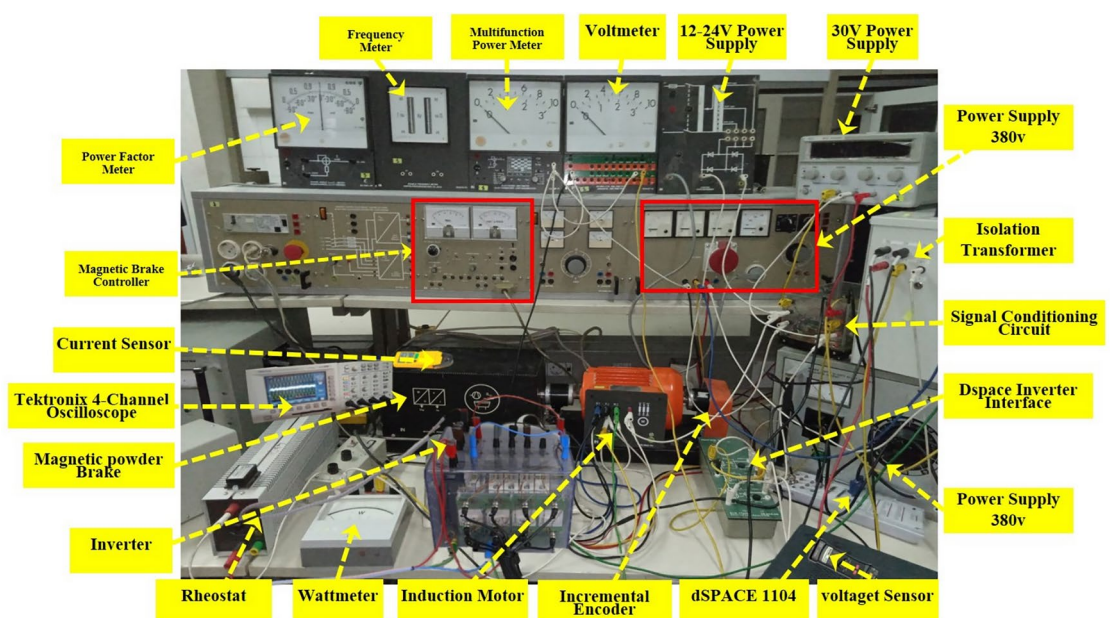 Frequency
Meter
Multifunction
Power Meter
Voltmeter
12-24V Power
Supply
30V Power
Supply
Power Supply
380v
Power Factor
Meter
Isolation
Transformer
Magnetic Brake
Controller
Signal Conditioning
Circuit
Current Sensor
Dspace Inverter
Interface
Tektronix 4-Channel
Oscilloscope
Magnetic powder
Brake
Power Supply
380v
Inverter
Rheostat
Wattmeter
Induction Motor
Incremental
Encoder
dSPACE 1104
voltaget Sensor